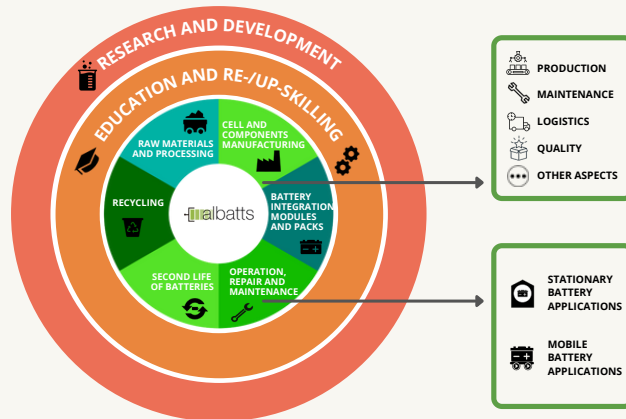 RESEARCH AND DEVELOPMENT
EDUCATION AND RE-/UP-SKILLING
RAW MATERIALS
AND PROCESSING
CELL AND
COMPONENTS
MANUFACTURING
RECYCLING
albatts
BATTERY
INTEGRATION
MODULES
AND PACKS
SECOND LIFE
OF BATTERIES
OPERATION,
REPAIR AND
MAINTENANCE
PRODUCTION
MAINTENANCE
LOGISTICS
QUALITY
OTHER ASPECTS
STATIONARY
BATTERY
APPLICATIONS
MOBILE
BATTERY
APPLICATIONS